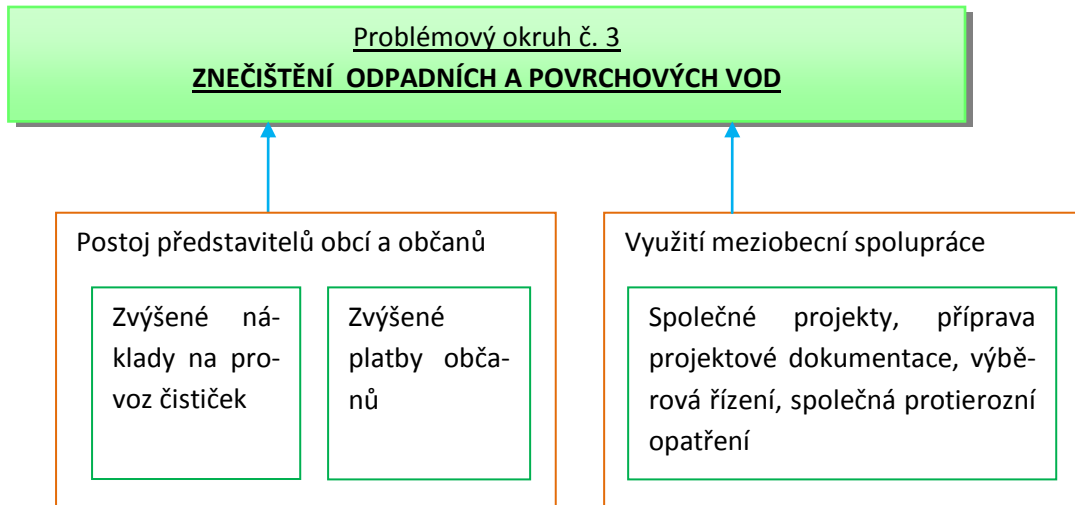 Problémový okruh č. 3
ZNEČIŠTĚNÍ ODPADNÍCH A POVRCHOVÝCH VOD
Postoj představitelů obcí a občanů
Zvýšené ná-
klady na pro-
voz čističek
Zvýšené
platby obča-
nů
Využití meziobecní spolupráce
Společné projekty, příprava
projektové dokumentace, výbě-
rová řízení, společná protierozní
opatření